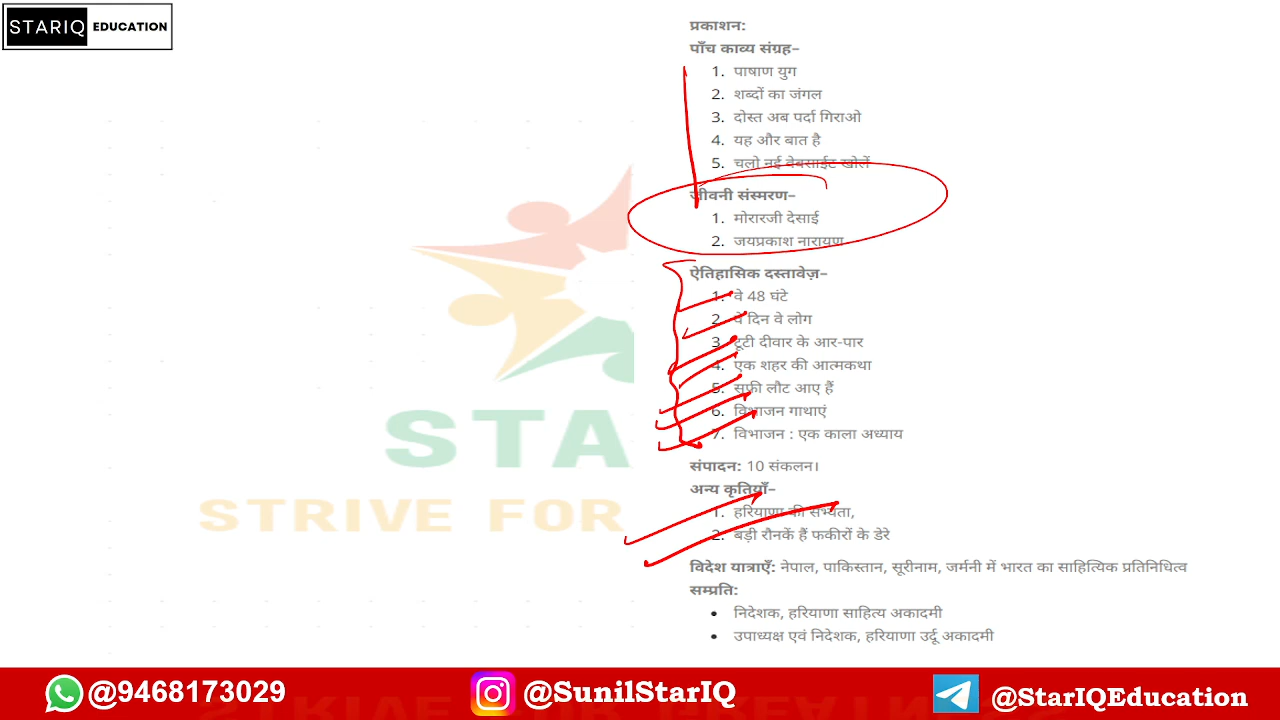 STARIQ EDUCATION
प्रकाशन:
पाँच काव्य संग्रह–
1. पाषाण युग
2. शब्दों का जंगल
3. दोस्त अब पर्दा गिराओ
4. यह और बात है
5. चलो नई वेबसाईट खोलें
जीवनी संस्मरण–
1. मोरारजी देसाई
2. जयप्रकाश नारायण
ऐतिहासिक दस्तावेज़–
1. वे 48 घंटे
2. वे दिन वे लोग
3. टूटी दीवार के आर-पार
4. एक शहर की आत्मकथा
5. सूफ़ी लौट आए हैं
6. विभाजन गाथाएं
7. विभाजन : एक काला अध्याय
संपादन: 10 संकलन।
अन्य कृतियाँ–
1. हरियाणा की सभ्यता,
2. बड़ी रौनकें हैं फकीरों के डेरे
विदेश यात्राएँ: नेपाल, पाकिस्तान, सूरीनाम, जर्मनी में भारत का साहित्यिक प्रतिनिधित्व
सम्प्रति:
• निदेशक, हरियाणा साहित्य अकादमी
• उपाध्यक्ष एवं निदेशक, हरियाणा उर्दू अकादमी
STA
STRIVE FOR
@9468173029 @SunilStarIQ @StarIQEducation